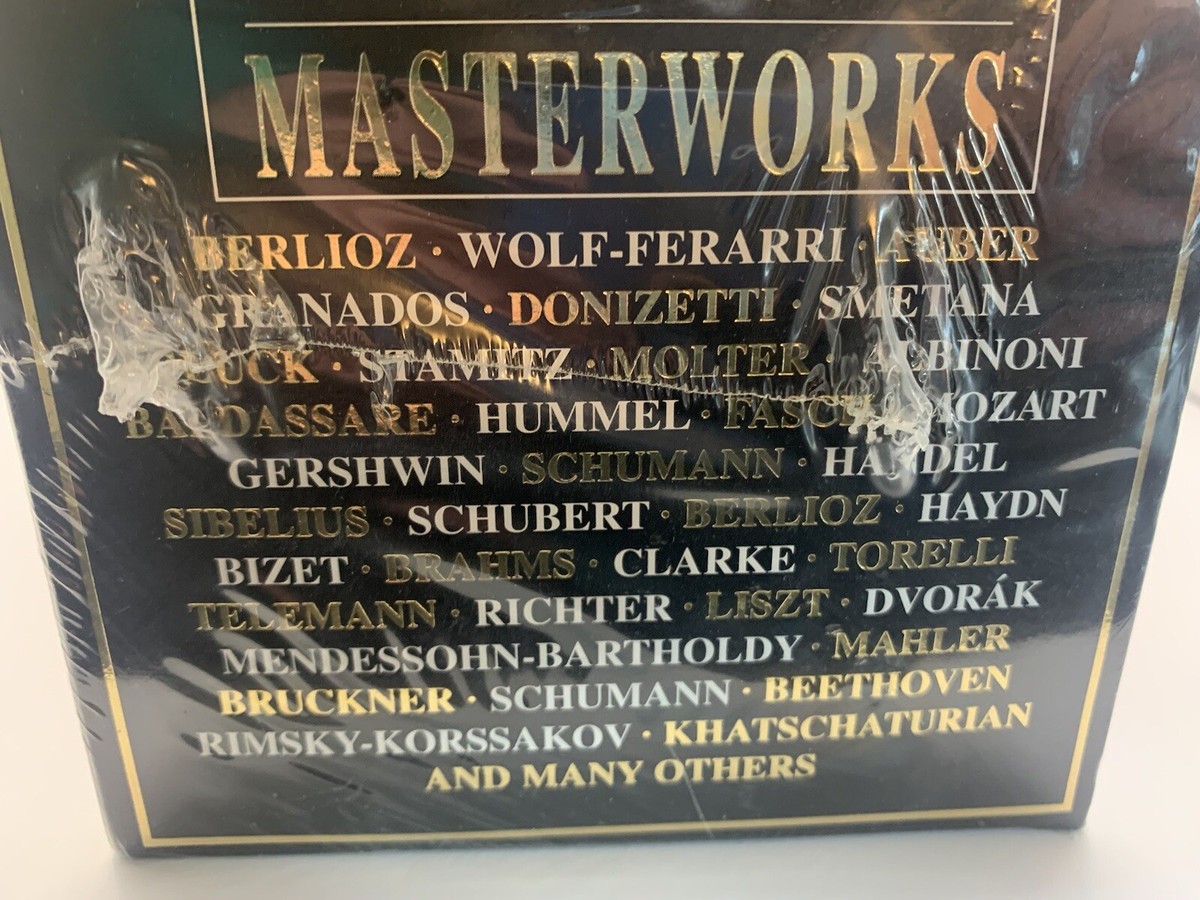 MASTERWORKS
BERLIOZ · WOLF-FERARRI · AUBER
GRANADOS · DONIZETTI · SMETANA
GLUCK · STAMITZ · MOLTER · ALBINONI
BALDASSARE · HUMMEL · FASCH · MOZART
GERSHWIN · SCHUMANN · HANDEL
SIBELIUS · SCHUBERT · BERLIOZ · HAYDN
BIZET · BRAHMS · CLARKE · TORELLI
TELEMANN · RICHTER · LISZT · DVORÁK
MENDESSOHN-BARTHOLDY · MAHLER
BRUCKNER · SCHUMANN · BEETHOVEN
RIMSKY-KORSSAKOV · KHATSCHATURIAN
AND MANY OTHERS